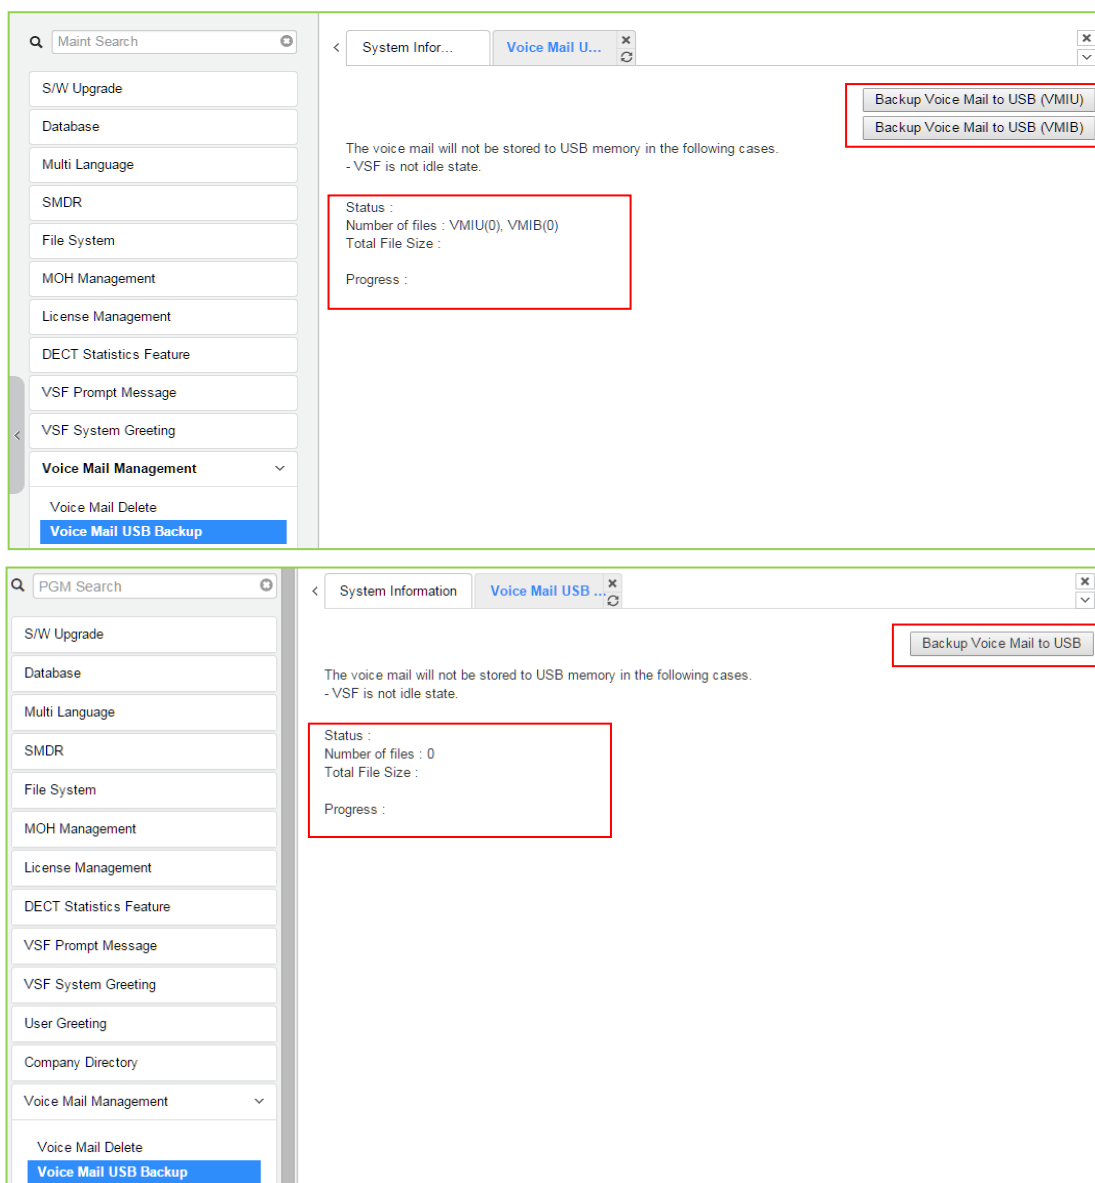 Maint Search
System Infor...
Voice Mail U...
S/W Upgrade
Database
Multi Language
SMDR
File System
MOH Management
License Management
DECT Statistics Feature
VSF Prompt Message
VSF System Greeting
Voice Mail Management
Voice Mail Delete
Voice Mail USB Backup
Backup Voice Mail to USB (VMIU)
Backup Voice Mail to USB (VMIB)
The voice mail will not be stored to USB memory in the following cases.
- VSF is not idle state.
Status :
Number of files : VMIU(0), VMIB(0)
Total File Size :
Progress :
PGM Search
System Information
Voice Mail USB ...
S/W Upgrade
Database
Multi Language
SMDR
File System
MOH Management
License Management
DECT Statistics Feature
VSF Prompt Message
VSF System Greeting
User Greeting
Company Directory
Voice Mail Management
Voice Mail Delete
Voice Mail USB Backup
Backup Voice Mail to USB
The voice mail will not be stored to USB memory in the following cases.
- VSF is not idle state.
Status :
Number of files : 0
Total File Size :
Progress :